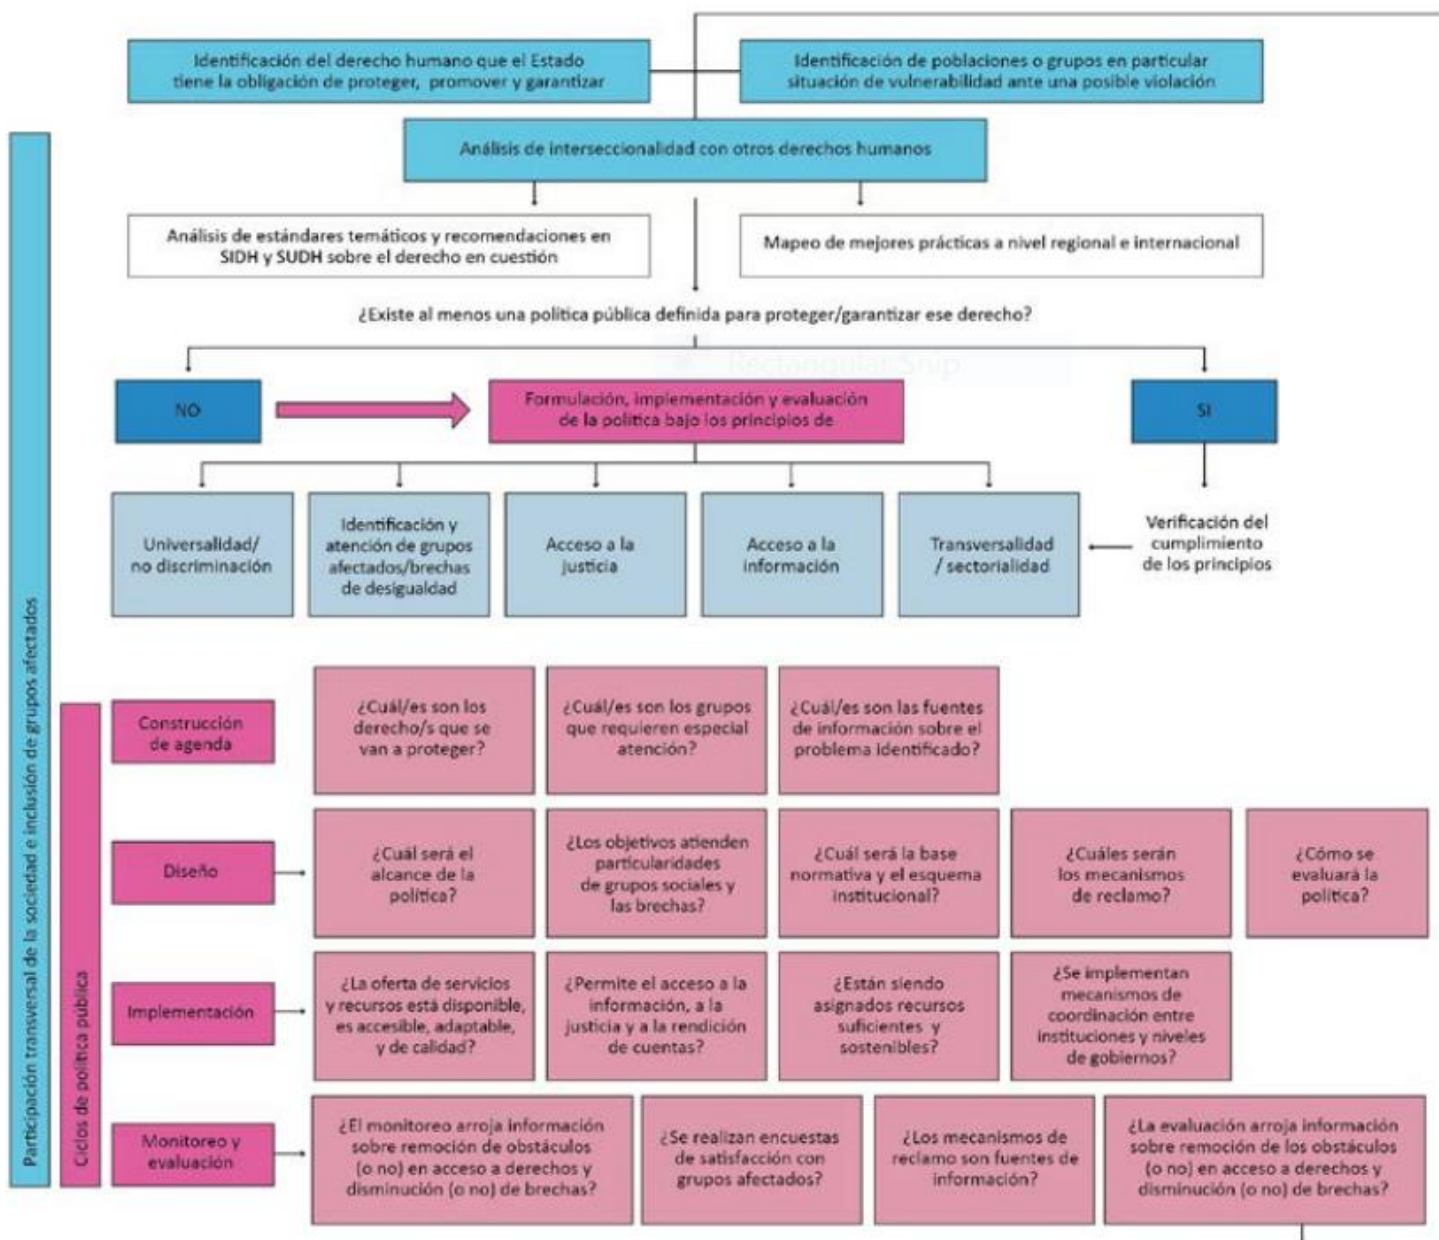 Identificación del derecho humano que el Estado
tiene la obligación de proteger, promover y garantizar
Identificación de poblaciones o grupos en particular
situación de vulnerabilidad ante una posible violación
Análisis de interseccionalidad con otros derechos humanos
Análisis de estándares temáticos y recomendaciones en
SIDH y SUDH sobre el derecho en cuestión
Mapeo de mejores prácticas a nivel regional e internacional
¿Existe al menos una política pública definida para proteger/garantizar ese derecho?
Rectangular Snip
NO
Formulación, implementación y evaluación
de la política bajo los principios de
SI
Universalidad/
no discriminación
Identificación y
atención de grupos
afectados/brechas
de desigualdad
Acceso a la
justicia
Acceso a la
información
Transversalidad
/ sectorialidad
Verificación del
cumplimiento
de los principios
Participación transversal de la sociedad e inclusión de grupos afectados
Ciclos de política pública
Construcción
de agenda
¿Cuál/es son los
derecho/s que se
van a proteger?
¿Cuál/es son los grupos
que requieren especial
atención?
¿Cuál/es son las fuentes
de información sobre el
problema identificado?
Diseño
¿Cuál será el
alcance de la
política?
¿Los objetivos atienden
particularidades
de grupos sociales y
las brechas?
¿Cuál será la base
normativa y el esquema
institucional?
¿Cuáles serán
los mecanismos
de reclamo?
¿Cómo se
evaluará la
política?
Implementación
¿La oferta de servicios
y recursos está disponible,
es accesible, adaptable,
y de calidad?
¿Permite el acceso a la
información, a la
justicia y a la rendición
de cuentas?
¿Están siendo
asignados recursos
suficientes y
sostenibles?
¿Se implementan
mecanismos de
coordinación entre
instituciones y niveles
de gobiernos?
Monitoreo y
evaluación
¿El monitoreo arroja información
sobre remoción de obstáculos
(o no) en acceso a derechos y
disminución (o no) de brechas?
¿Se realizan encuestas
de satisfacción con
grupos afectados?
¿Los mecanismos de
reclamo son fuentes de
información?
¿La evaluación arroja información
sobre remoción de los obstáculos
(o no) en acceso a derechos y
disminución (o no) de brechas?